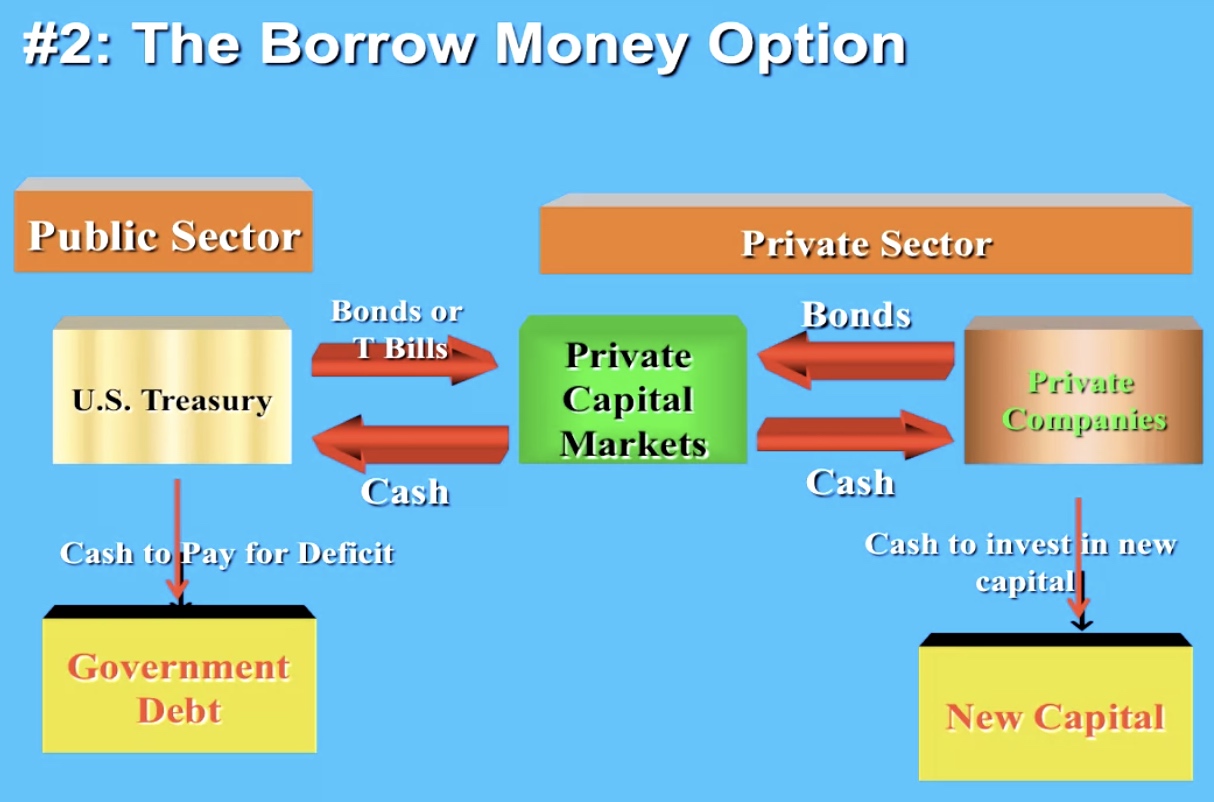 #2: The Borrow Money Option
Public Sector
Private Sector
Bonds or
T Bills
Bonds
U.S. Treasury
Private
Capital
Markets
Private
Companies
Cash
Cash
Cash to Pay for Deficit
Cash to invest in new
capital
Government
Debt
New Capital